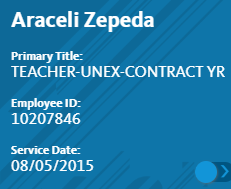 Araceli Zepeda
Primary Title:
TEACHER-UNEX-CONTRACT YR
Employee ID:
10207846
Service Date:
08/05/2015